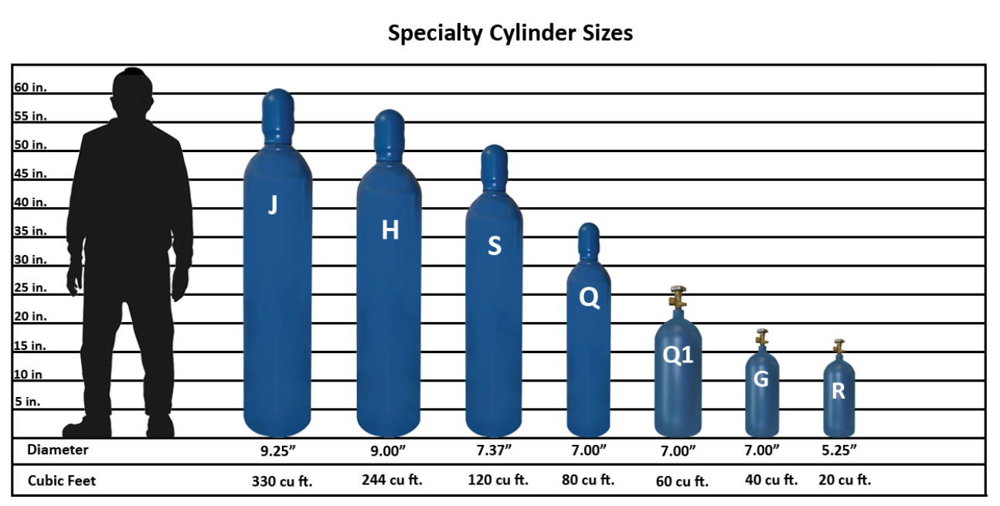 Specialty Cylinder Sizes
60 in.
55 in.
50 in.
45 in.
40 in.
35 in.
30 in.
25 in.
20 in.
15 in.
10 in
5 in.
J
H
S
Q
Q1
G
R
Diameter 9.25” 9.00” 7.37” 7.00” 7.00” 7.00” 5.25”
Cubic Feet 330 cu ft. 244 cu ft. 120 cu ft. 80 cu ft. 60 cu ft. 40 cu ft. 20 cu ft.